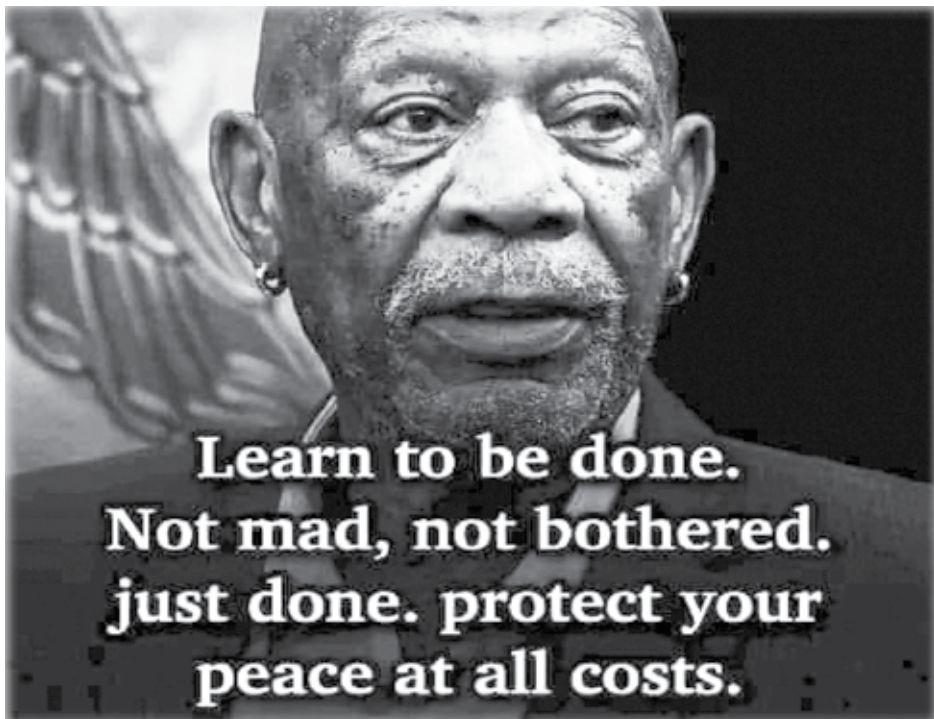 Learn to be done.
Not mad, not bothered.
just done. protect your
peace at all costs.